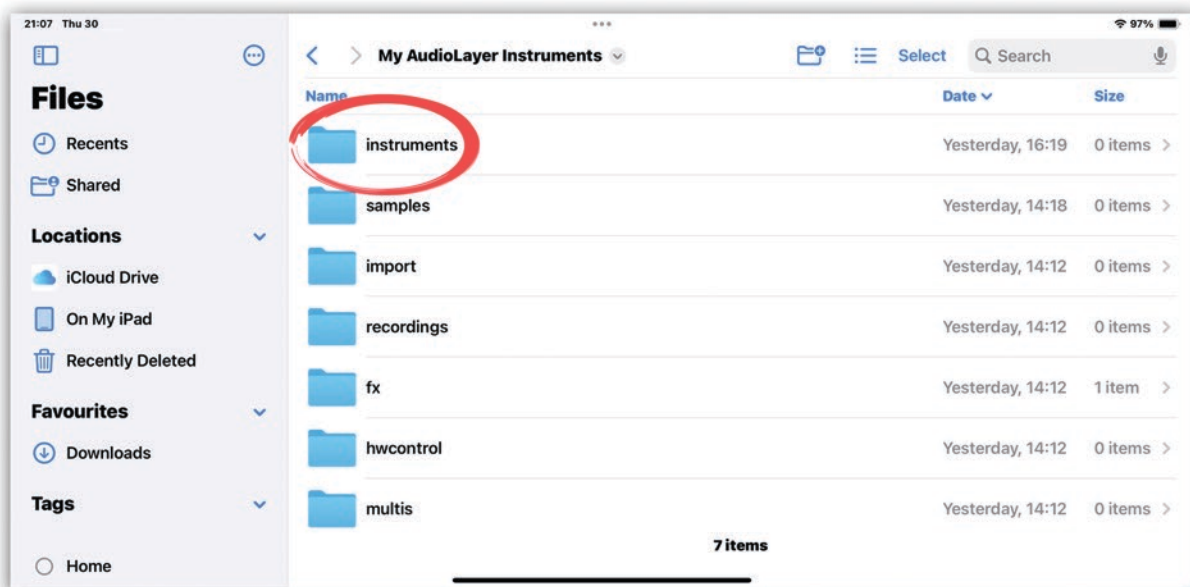 21:07 Thu 30
97%
Files
Recents
Shared
Locations
iCloud Drive
On My iPad
Recently Deleted
Favourites
Downloads
Tags
Home
My AudioLayer Instruments
Select
Search
Name Date Size
instruments Yesterday, 16:19 0 items
samples Yesterday, 14:18 0 items
import Yesterday, 14:12 0 items
recordings Yesterday, 14:12 0 items
fx Yesterday, 14:12 1 item
hwcontrol Yesterday, 14:12 0 items
multis Yesterday, 14:12 0 items
7 items